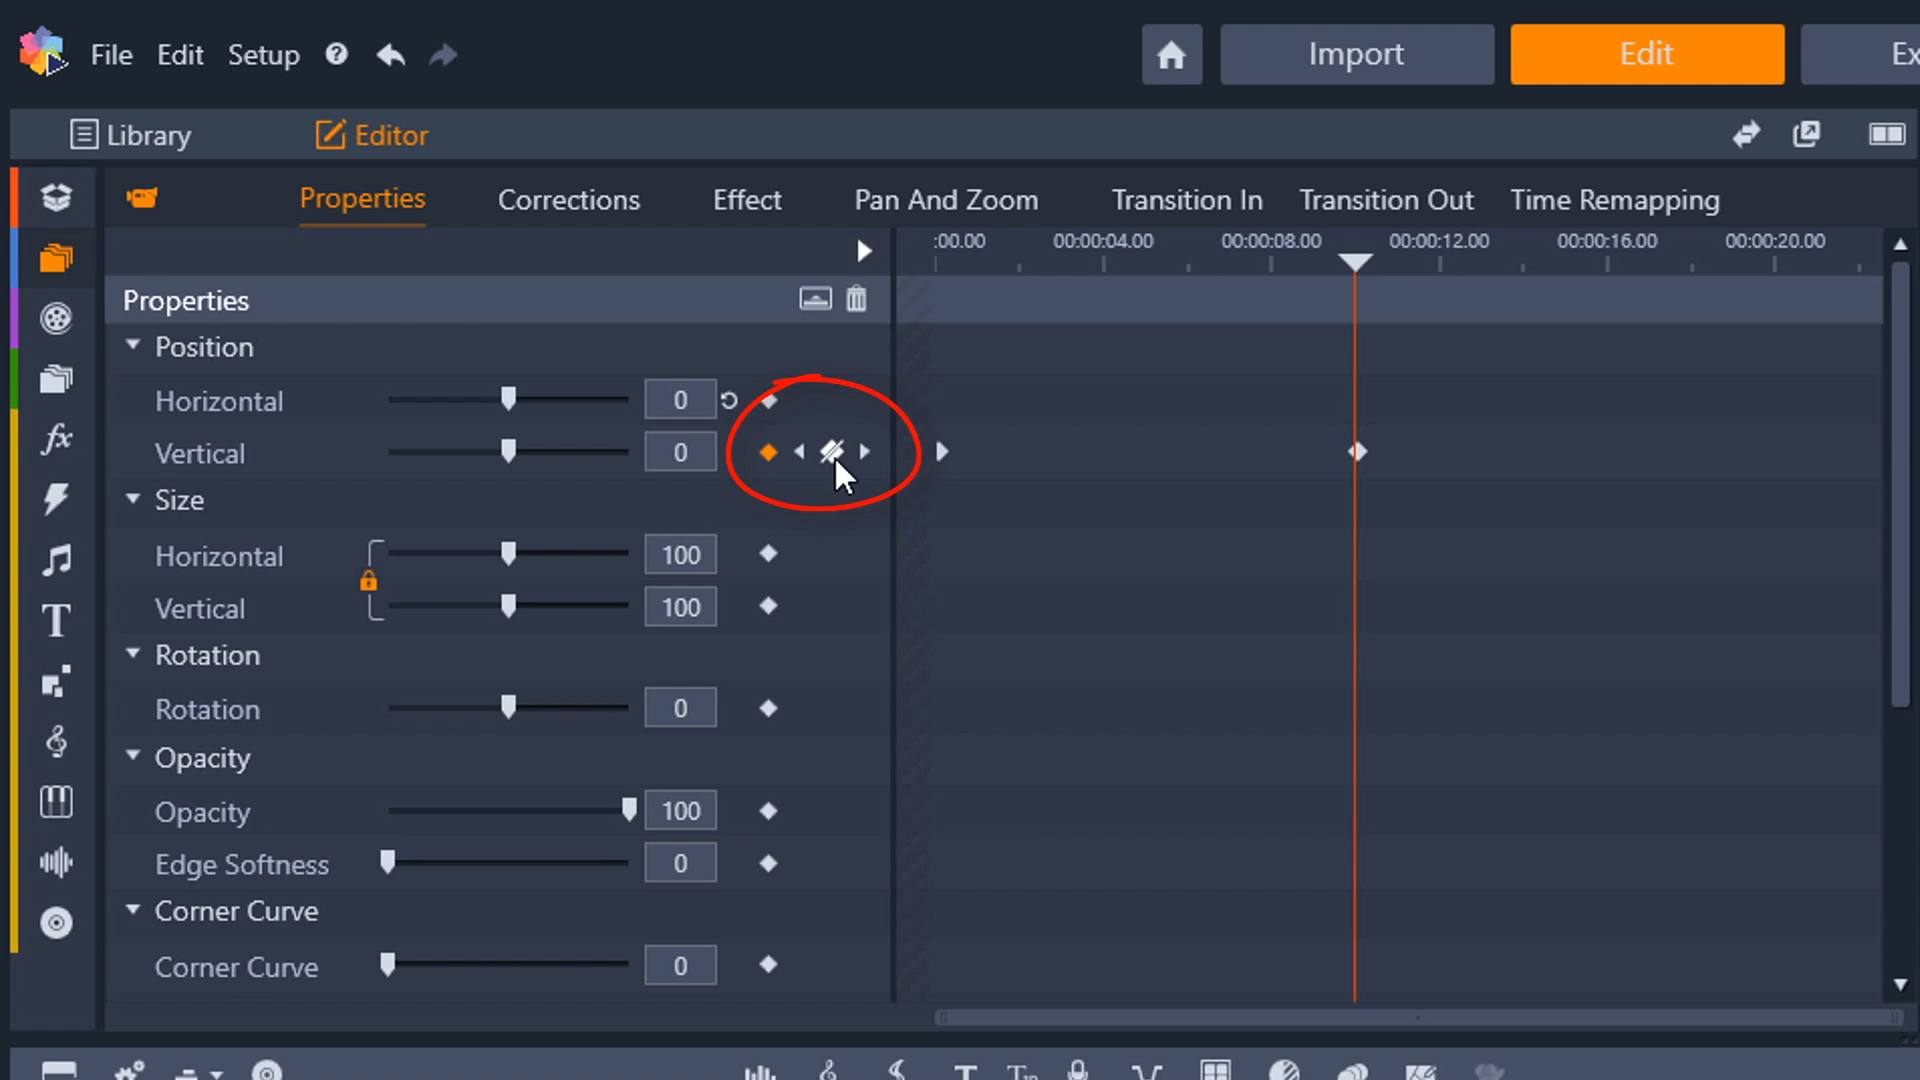 File Edit Setup ? Import Edit Ex
Library Editor
Properties Corrections Effect Pan And Zoom Transition In Transition Out Time Remapping
:00.00 00:00:04.00 00:00:08.00 00:00:12.00 00:00:16.00 00:00:20.00
Properties
Position
Horizontal 0
Vertical 0
Size
Horizontal 100
Vertical 100
Rotation
Rotation 0
Opacity
Opacity 100
Edge Softness 0
Corner Curve
Corner Curve 0